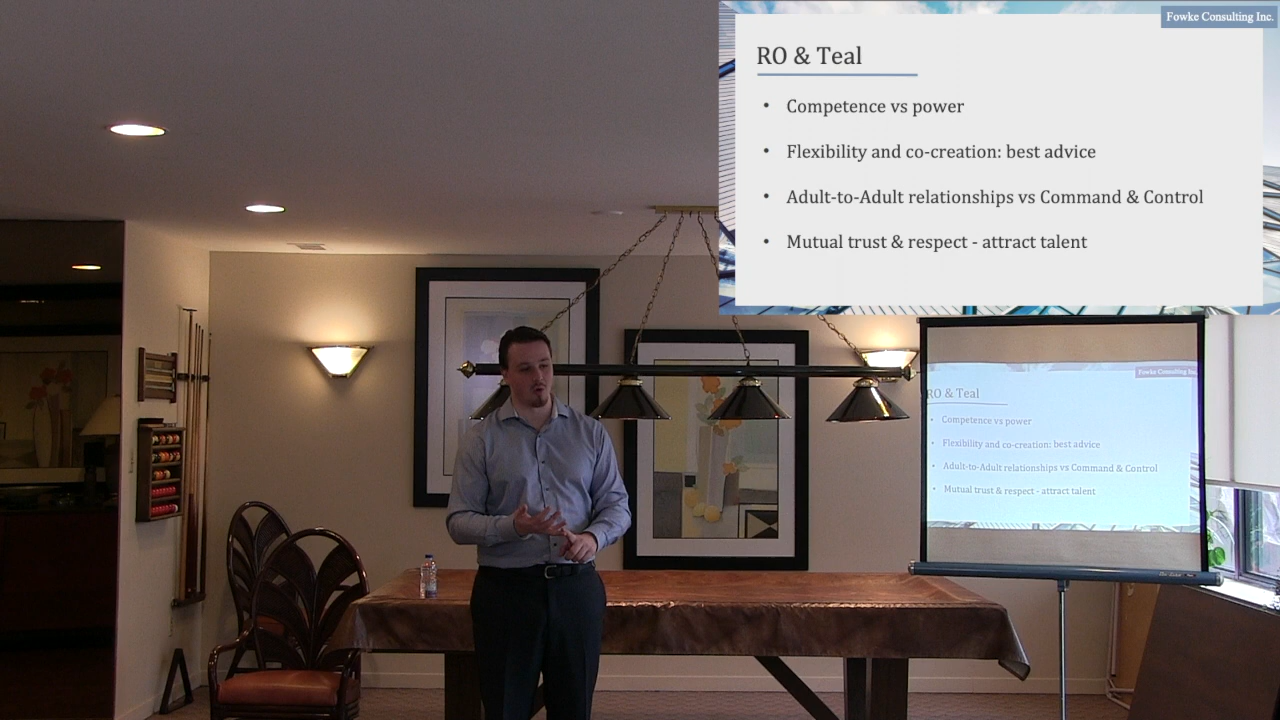 Fowke Consulting Inc.
RO & Teal
• Competence vs power
• Flexibility and co-creation: best advice
• Adult-to-Adult relationships vs Command & Control
• Mutual trust & respect - attract talent
Fowke Consulting Inc.
RO & Teal
• Competence vs power
• Flexibility and co-creation: best advice
• Adult-to-Adult relationships vs Command & Control
• Mutual trust & respect - attract talent